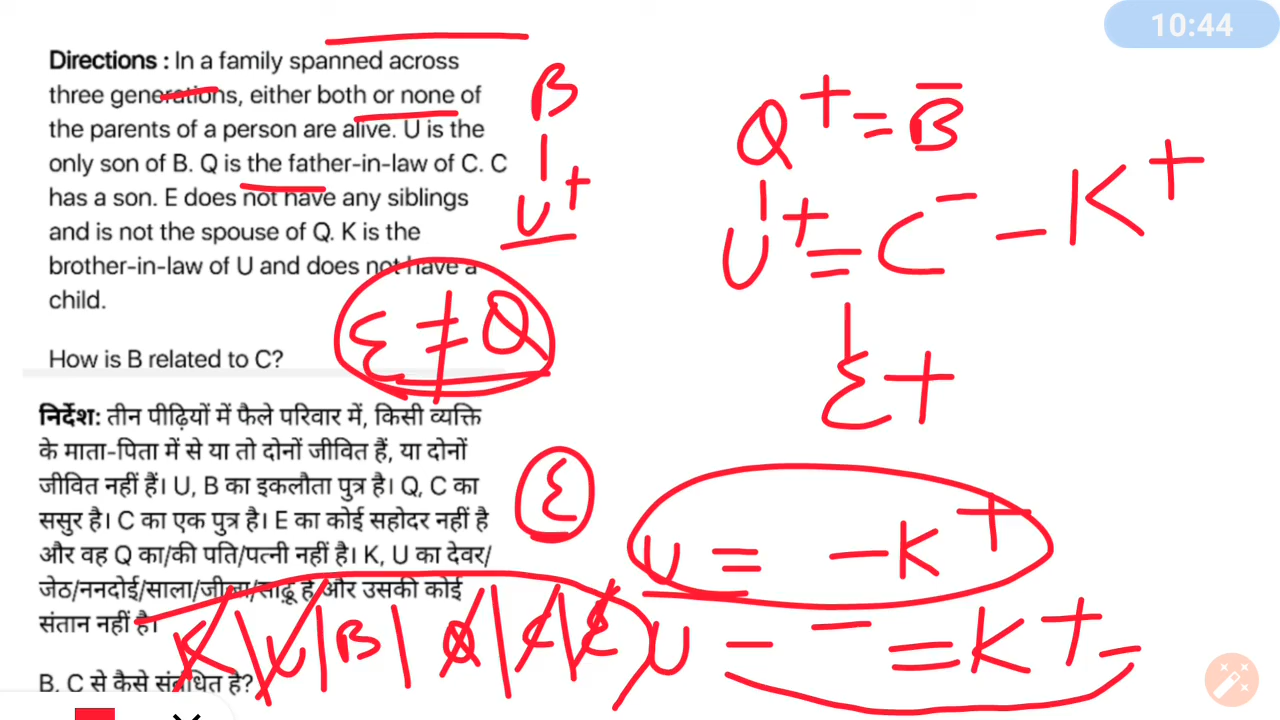 10:44
Directions : In a family spanned across
three generations, either both or none of
the parents of a person are alive. U is the
only son of B. Q is the father-in-law of C. C
has a son. E does not have any siblings
and is not the spouse of Q. K is the
brother-in-law of U and does not have a
child.
How is B related to C?
B
U +
E ≠ Q
Q + = B −
U + = C − − K +
E +
निर्देश: तीन पीढ़ियों में फैले परिवार में, किसी व्यक्ति
के माता-पिता में से या तो दोनों जीवित हैं, या दोनों
जीवित नहीं हैं। U, B का इकलौता पुत्र है। Q, C का
ससुर है। C का एक पुत्र है। E का कोई सहोदर नहीं है
और वह Q का/की पति/पत्नी नहीं है। K, U का देवर/
जेठ/ननदोई/साला/जीजा/साढ़ू है और उसकी कोई
संतान नहीं है।
E
U = − K +
K | U | B | Q | C | E
U − − = K +
B, C से कैसे संबंधित है?